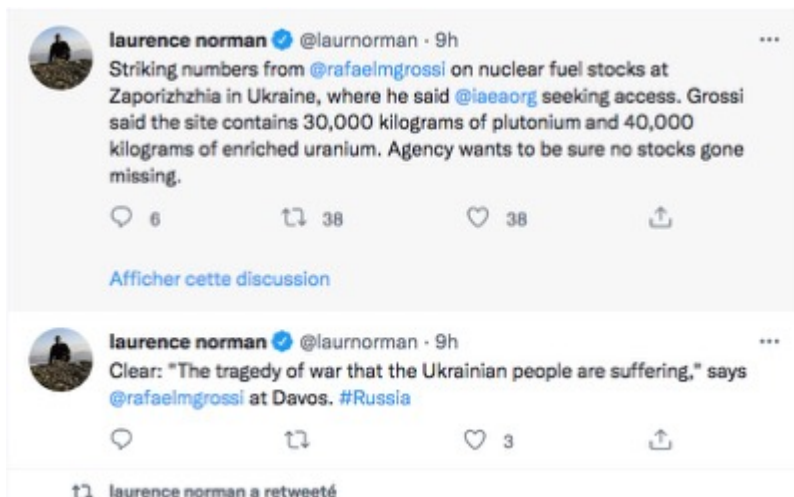 laurence norman @laurnorman · 9h
Striking numbers from @rafaelmgrossi on nuclear fuel stocks at
Zaporizhzhia in Ukraine, where he said @iaeaorg seeking access. Grossi
said the site contains 30,000 kilograms of plutonium and 40,000
kilograms of enriched uranium. Agency wants to be sure no stocks gone
missing.
6 38 38
Afficher cette discussion
laurence norman @laurnorman · 9h
Clear: "The tragedy of war that the Ukrainian people are suffering," says
@rafaelmgrossi at Davos. #Russia
3
laurence norman a retweeté